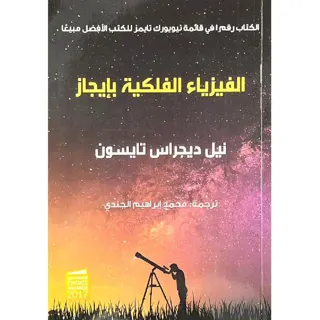 الكتاب رقم ١ في قائمة نيويورك تايمز للكتب الأفضل مبيعًا .
الفيزياء الفلكية بإيجاز
نيل ديجراس تايسون
ترجمة: محمد إبراهيم الجندي